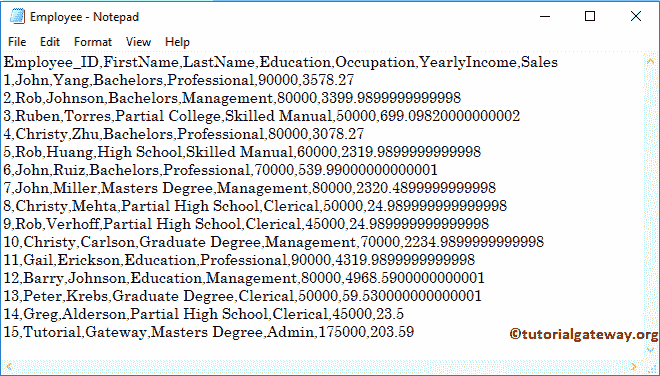 Employee - Notepad
File Edit Format View Help
Employee_ID,FirstName,LastName,Education,Occupation,YearlyIncome,Sales
1,John,Yang,Bachelors,Professional,90000,3578.27
2,Rob,Johnson,Bachelors,Management,80000,3399.9899999999998
3,Ruben,Torres,Partial College,Skilled Manual,50000,699.09820000000002
4,Christy,Zhu,Bachelors,Professional,80000,3078.27
5,Rob,Huang,High School,Skilled Manual,60000,2319.9899999999998
6,John,Ruiz,Bachelors,Professional,70000,539.99000000000001
7,John,Miller,Masters Degree,Management,80000,2320.4899999999998
8,Christy,Mehta,Partial High School,Clerical,50000,24.989999999999998
9,Rob,Verhoff,Partial High School,Clerical,45000,24.989999999999998
10,Christy,Carlson,Graduate Degree,Management,70000,2234.9899999999998
11,Gail,Erickson,Education,Professional,90000,4319.9899999999998
12,Barry,Johnson,Education,Management,80000,4968.5900000000001
13,Peter,Krebs,Graduate Degree,Clerical,50000,59.530000000000001
14,Greg,Alderson,Partial High School,Clerical,45000,23.5
15,Tutorial,Gateway,Masters Degree,Admin,175000,203.59
©tutorialgateway.org